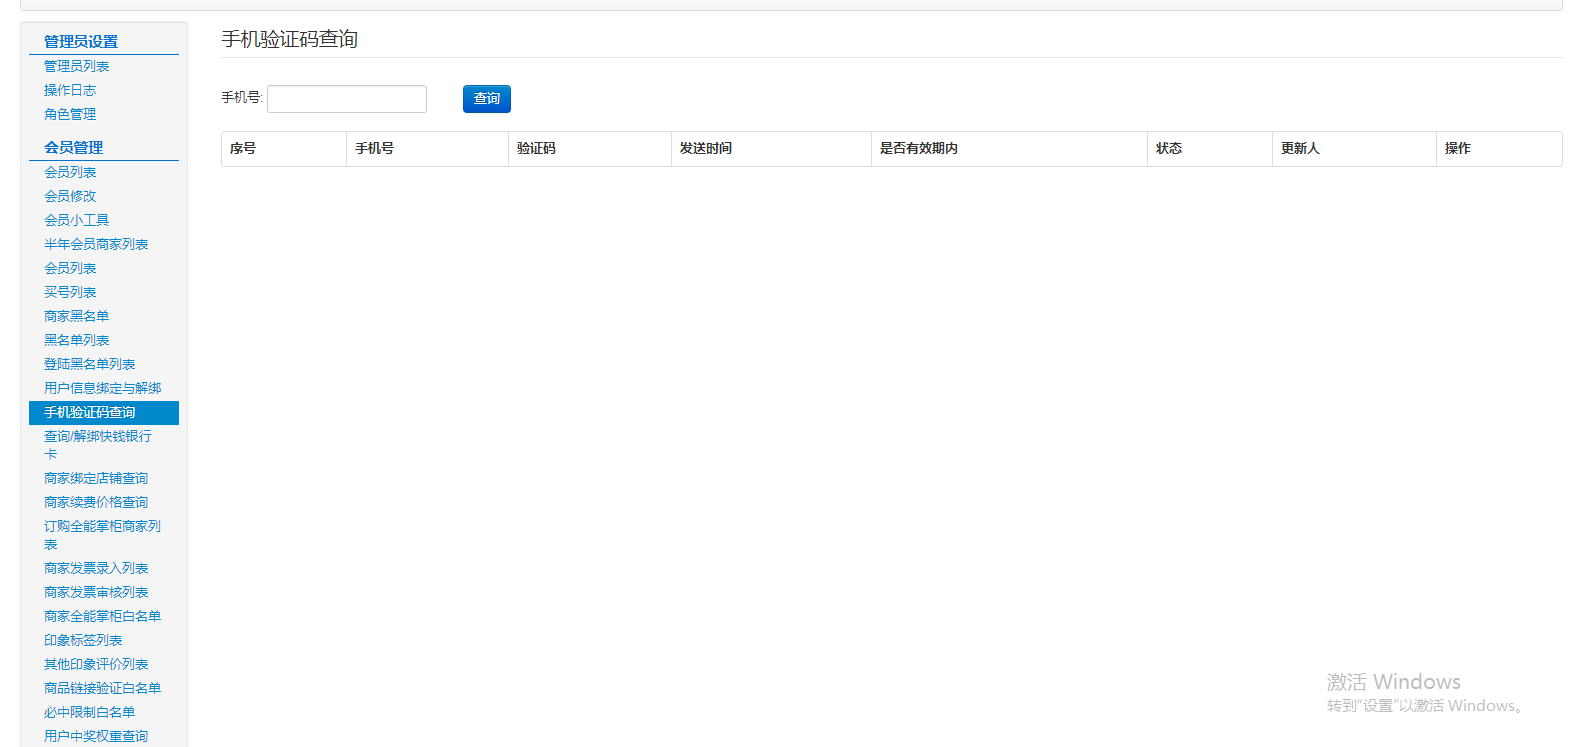 管理员设置
管理员列表
操作日志
角色管理
会员管理
会员列表
会员修改
会员小工具
半年会员商家列表
会员列表
买号列表
商家黑名单
黑名单列表
登陆黑名单列表
用户信息绑定与解绑
手机验证码查询
查询/解绑快钱银行
卡
商家绑定店铺查询
商家续费价格查询
订购全能掌柜商家列
表
商家发票录入列表
商家发票审核列表
商家全能掌柜白名单
印象标签列表
其他印象评价列表
商品链接验证白名单
必中限制白名单
用户中奖权重查询
手机验证码查询
手机号: 查询
序号 手机号 验证码 发送时间 是否有效期内 状态 更新人 操作
激活 Windows
转到"设置"以激活 Windows。